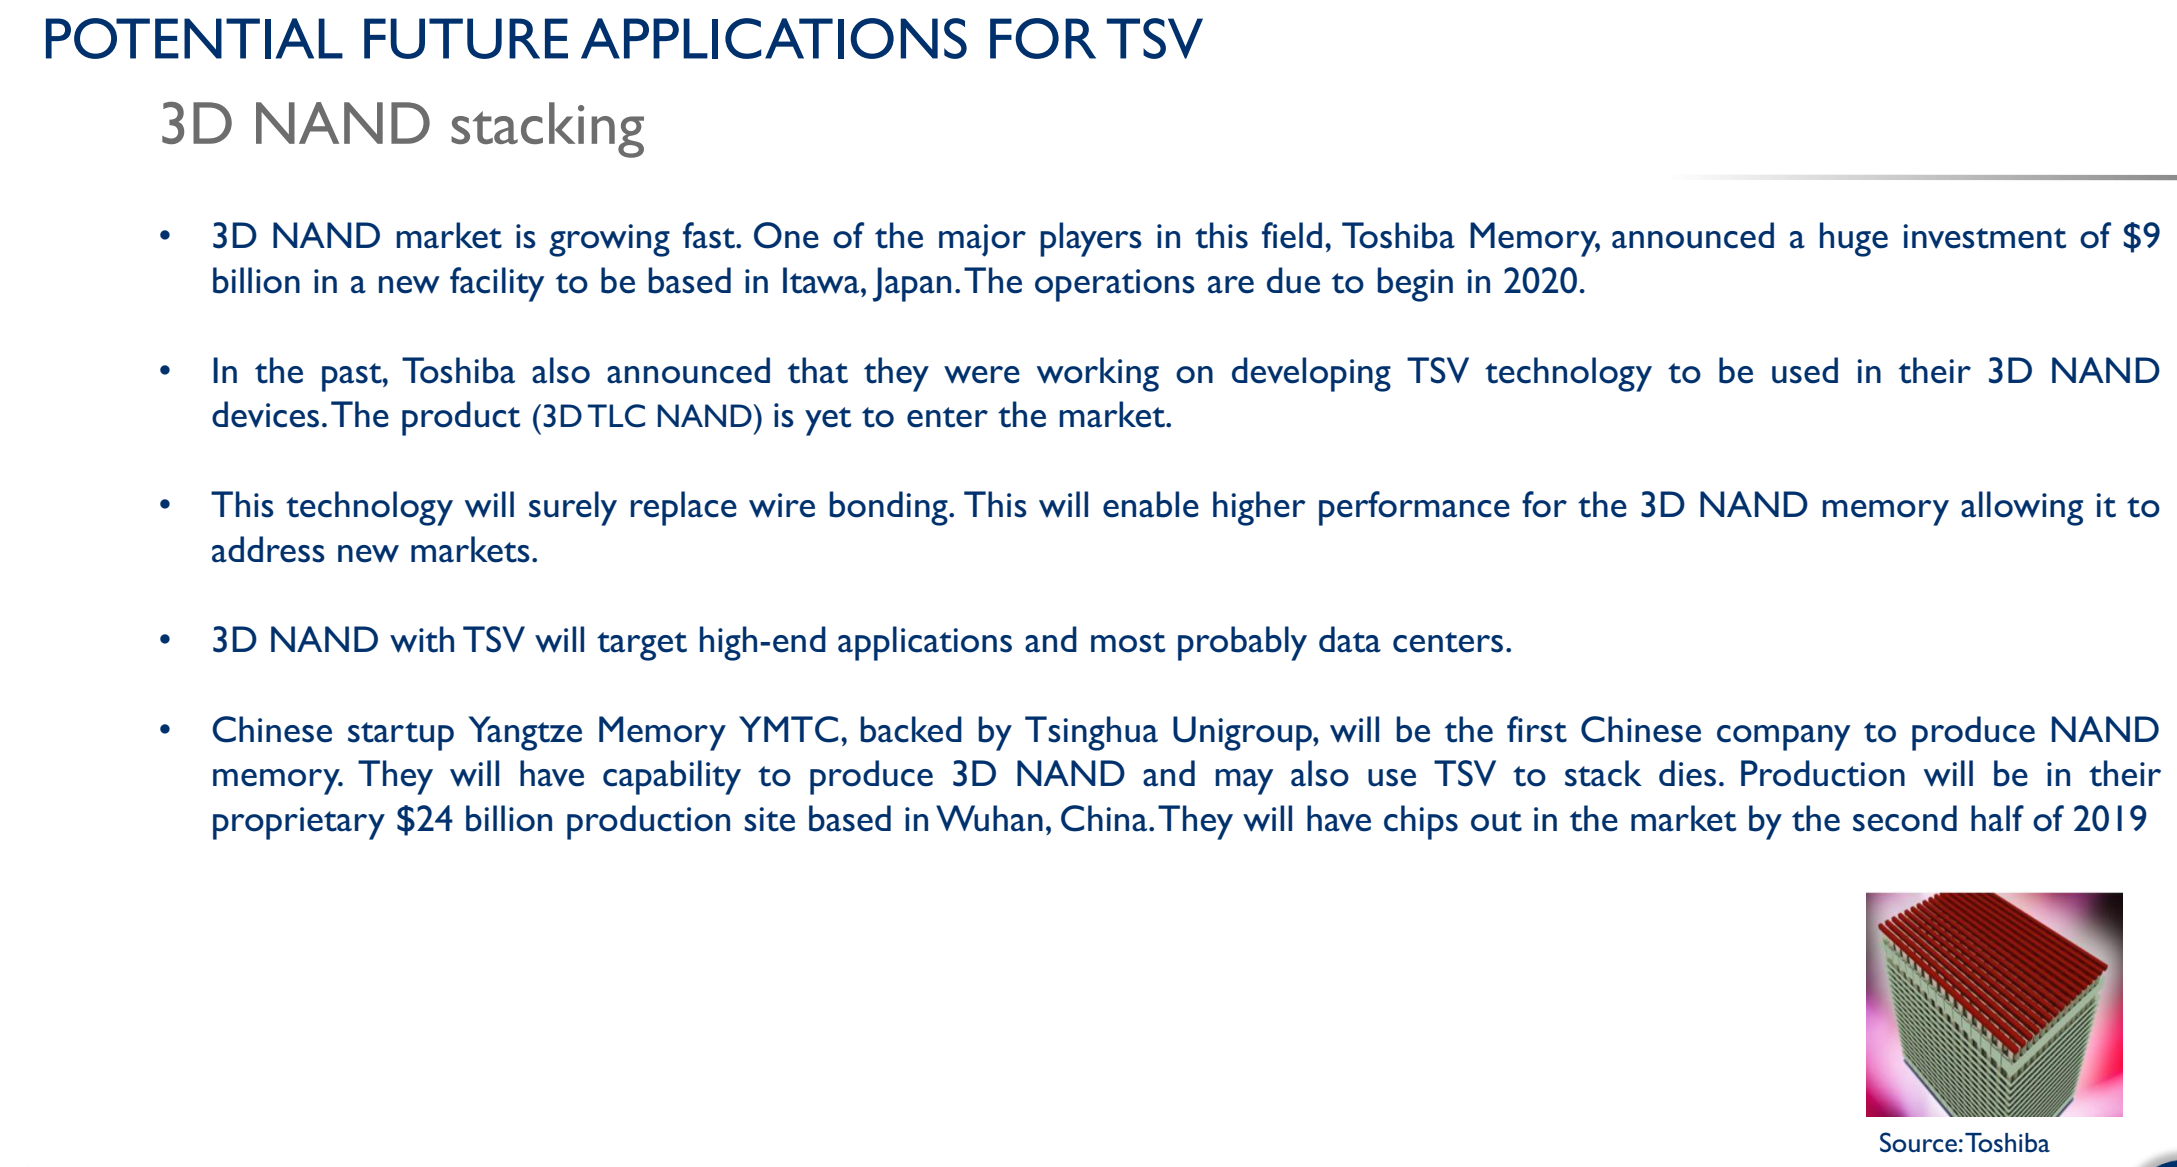 POTENTIAL FUTURE APPLICATIONS FOR TSV
3D NAND stacking
• 3D NAND market is growing fast. One of the major players in this field, Toshiba Memory, announced a huge investment of $9
billion in a new facility to be based in Itawa, Japan. The operations are due to begin in 2020.
• In the past, Toshiba also announced that they were working on developing TSV technology to be used in their 3D NAND
devices. The product (3D TLC NAND) is yet to enter the market.
• This technology will surely replace wire bonding. This will enable higher performance for the 3D NAND memory allowing it to
address new markets.
• 3D NAND with TSV will target high-end applications and most probably data centers.
• Chinese startup Yangtze Memory YMTC, backed by Tsinghua Unigroup, will be the first Chinese company to produce NAND
memory. They will have capability to produce 3D NAND and may also use TSV to stack dies. Production will be in their
proprietary $24 billion production site based in Wuhan, China. They will have chips out in the market by the second half of 2019
Source: Toshiba